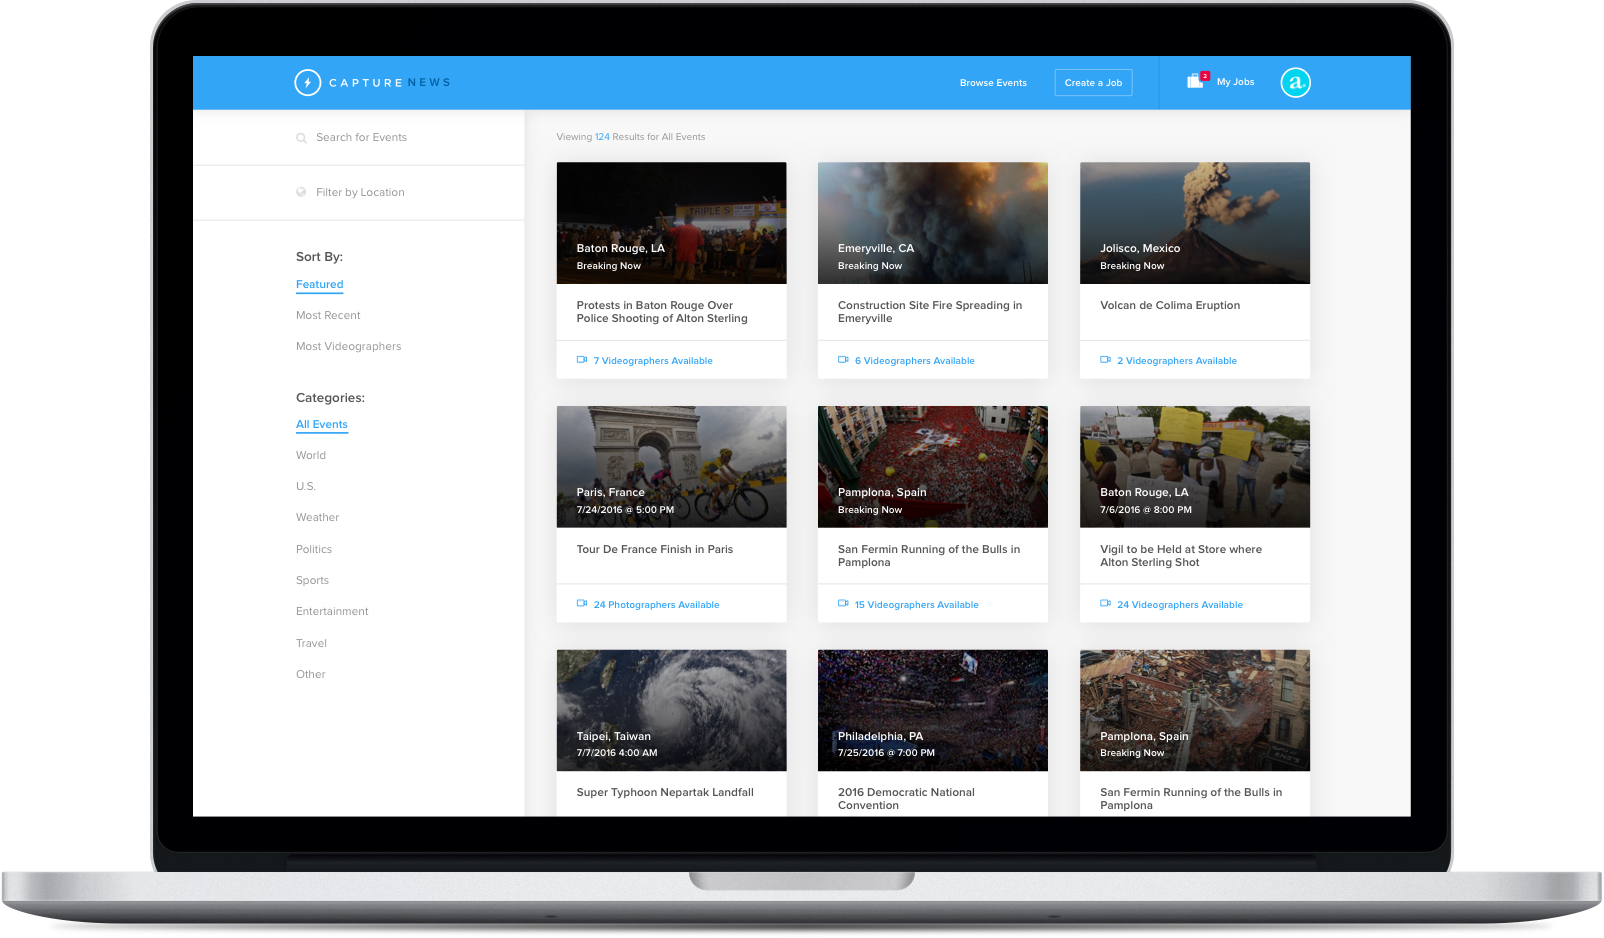 CAPTURE NEWS
Browse Events
Create a Job
2
My Jobs
a.
Search for Events
Filter by Location
Sort By:
Featured
Most Recent
Most Videographers
Categories:
All Events
World
U.S.
Weather
Politics
Sports
Entertainment
Travel
Other
Viewing 124 Results for All Events
TRIPLE S
Baton Rouge, LA
Breaking Now
Protests in Baton Rouge Over
Police Shooting of Alton Sterling
7 Videographers Available
Emeryville, CA
Breaking Now
Construction Site Fire Spreading in
Emeryville
6 Videographers Available
Jolisco, Mexico
Breaking Now
Volcan de Colima Eruption
2 Videographers Available
Paris, France
7/24/2016 @ 5:00 PM
Tour De France Finish in Paris
24 Photographers Available
Pamplona, Spain
Breaking Now
San Fermin Running of the Bulls in
Pamplona
15 Videographers Available
Baton Rouge, LA
7/6/2016 @ 8:00 PM
Vigil to be Held at Store where
Alton Sterling Shot
24 Videographers Available
Taipei, Taiwan
7/7/2016 4:00 AM
Super Typhoon Nepartak Landfall
Philadelphia, PA
7/25/2016 @ 7:00 PM
2016 Democratic National
Convention
Pamplona, Spain
Breaking Now
San Fermin Running of the Bulls in
Pamplona